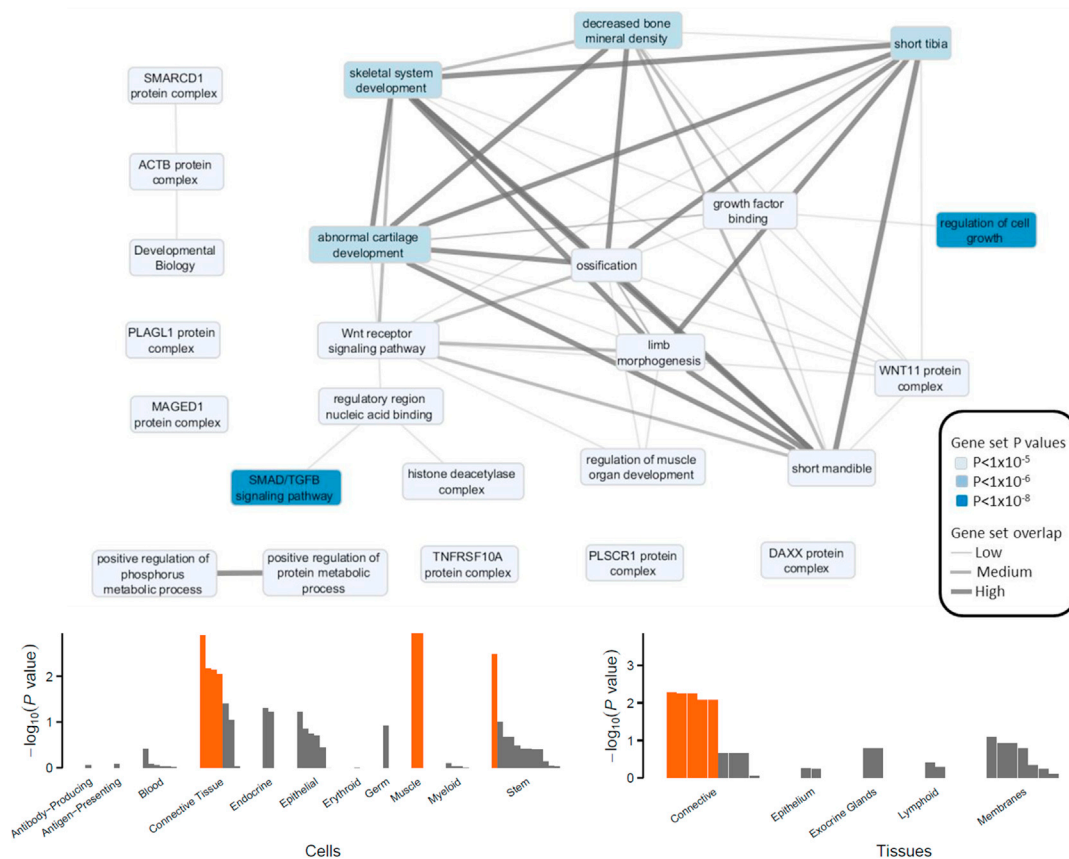 decreased bone
mineral density
short tibia
skeletal system
development
SMARCD1
protein complex
ACTB protein
complex
growth factor
binding
regulation of cell
growth
abnormal cartilage
development
Developmental
Biology
ossification
PLAGL1 protein
complex
Wnt receptor
signaling pathway
limb
morphogenesis
WNT11 protein
complex
MAGED1
protein complex
regulatory region
nucleic acid binding
SMAD/TGFB
signaling pathway
histone deacetylase
complex
regulation of muscle
organ development
short mandible
Gene set P values
P<1x10-5
P<1x10-6
P<1x10-8
Gene set overlap
Low
Medium
High
positive regulation of
phosphorus
metabolic process
positive regulation of
protein metabolic
process
TNFRSF10A
protein complex
PLSCR1 protein
complex
DAXX protein
complex
−log10(P value)
2
1
0
Antibody−Producing
Antigen−Presenting
Blood
Connective Tissue
Endocrine
Epithelial
Erythroid
Germ
Muscle
Myeloid
Stem
Cells
−log10(P value)
3
2
1
0
Connective
Epithelium
Exocrine Glands
Lymphoid
Membranes
Tissues